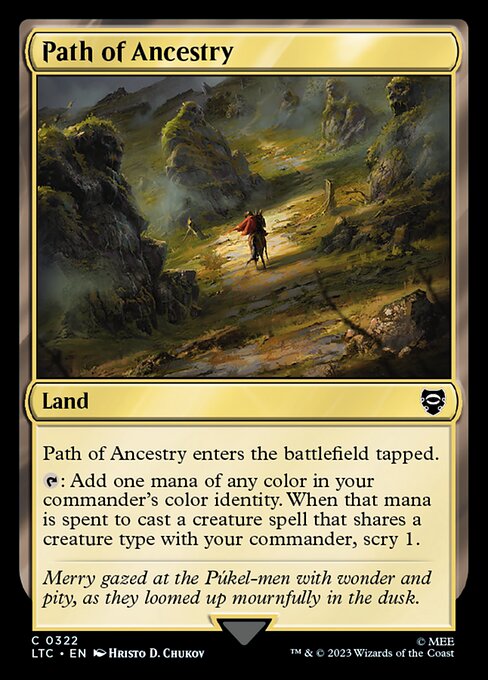 Path of Ancestry
Land
Path of Ancestry enters the battlefield tapped.
: Add one mana of any color in your
commander's color identity. When that mana
is spent to cast a creature spell that shares a
creature type with your commander, scry 1.
Merry gazed at the Púkel-men with wonder and
pity, as they loomed up mournfully in the dusk.
C 0322
LTC • EN Hristo D. Chukov
© MEE
™ & © 2023 Wizards of the Coast